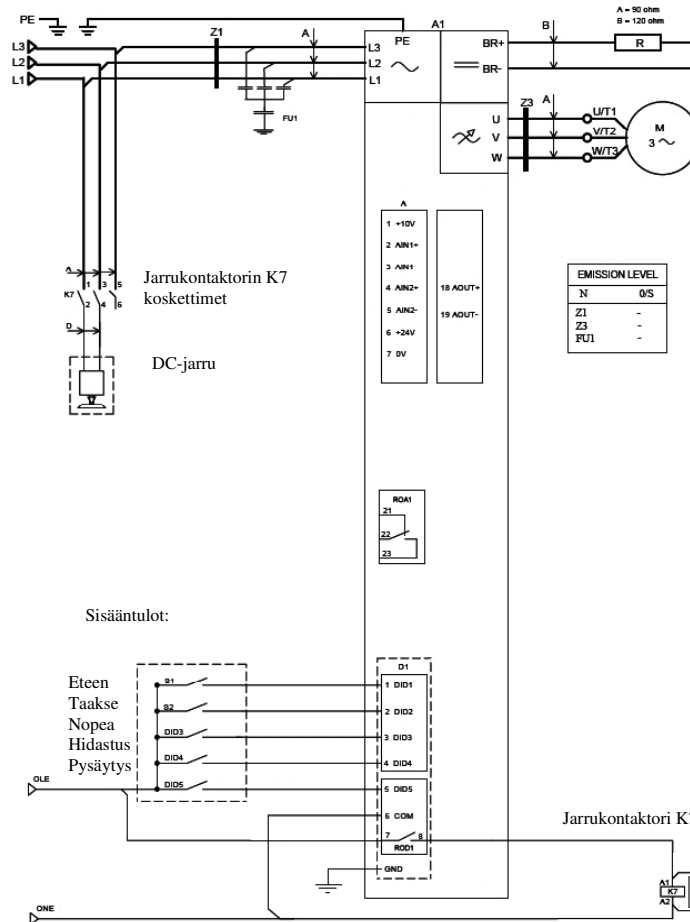 A = 90 ohm
B = 120 ohm
PE
A1
Z1
A
PE
BR+
B
R
L3
L2
L1
L3
L2
L1
BR-
FU1
U
V
W
Z3
A
U/T1
V/T2
W/T3
M
3
A
1 +10V
2 AIN1+
3 AIN1-
4 AIN2+
5 AIN2-
6 +24V
7 0V
18 AOUT+
19 AOUT-
EMISSION LEVEL
N 0/S
Z1 -
Z3 -
FU1 -
A
1 3 5
K7
2 4 6
D
Jarrukontaktorin K7
koskettimet
DC-jarru
ROA1
21
22
23
Sisääntulot:
Eteen
Taakse
Nopea
Hidastus
Pysäytys
S1
S2
DID3
DID4
DID5
D1
1 DID1
2 DID2
3 DID3
4 DID4
5 DID5
6 COM
7 8
ROD1
GND
OLE
Jarrukontaktori K7
A1
K7
A2
ONE